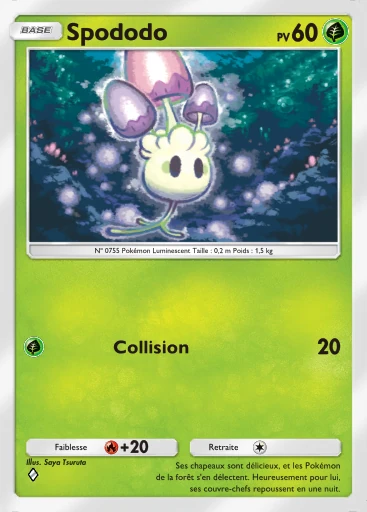 BASE
Spododo
PV 60
N° 0755 Pokémon Luminescent Taille : 0,2 m Poids : 1,5 kg
Collision 20
Faiblesse +20 Retraite
Illus. Saya Tsuruta
Ses chapeaux sont délicieux, et les Pokémon
de la forêt s'en délectent. Heureusement pour lui,
ses couvre-chefs repoussent en une nuit.